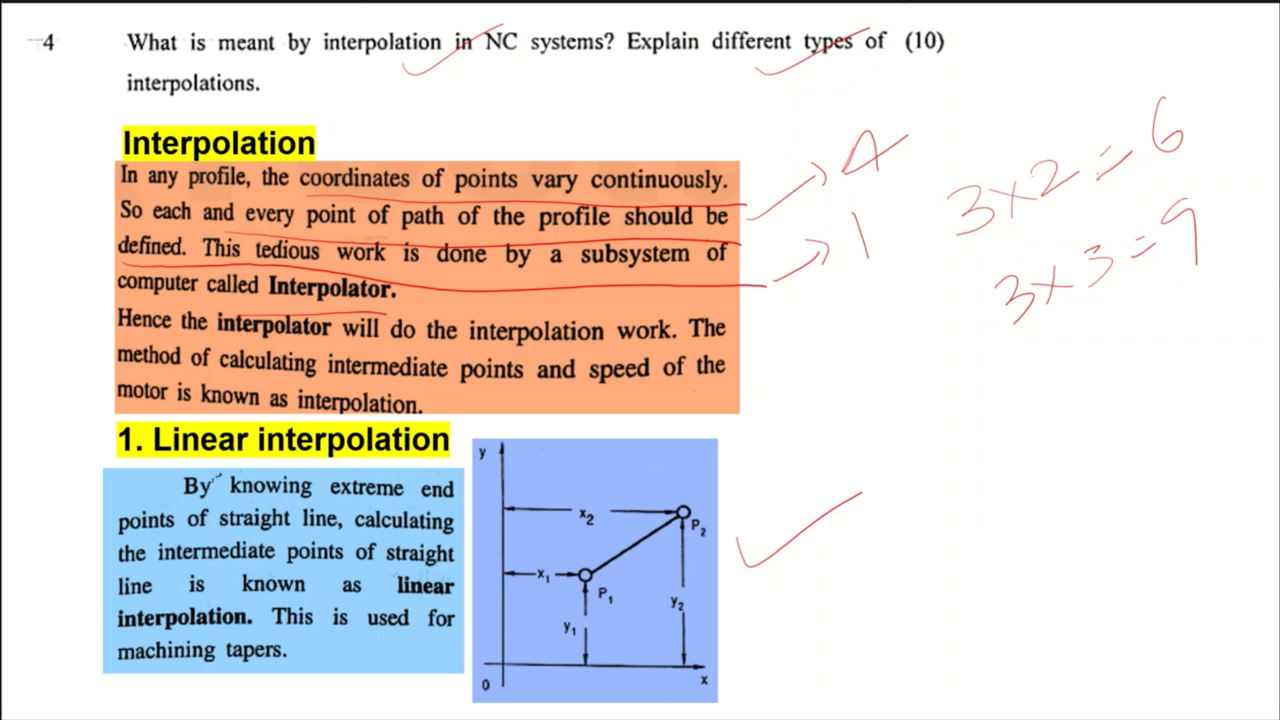 4
What is meant by interpolation in NC systems? Explain different types of (10)
interpolations.
Interpolation
In any profile, the coordinates of points vary continuously.
So each and every point of path of the profile should be
defined. This tedious work is done by a subsystem of
computer called Interpolator.
Hence the interpolator will do the interpolation work. The
method of calculating intermediate points and speed of the
motor is known as interpolation.
4
1
3 x 2 = 6
3 x 3 = 9
1. Linear interpolation
By knowing extreme end
points of straight line, calculating
the intermediate points of straight
line is known as linear
interpolation. This is used for
machining tapers.
y
x₂
P₂
x₁
P₁
y₂
y₁
0
x